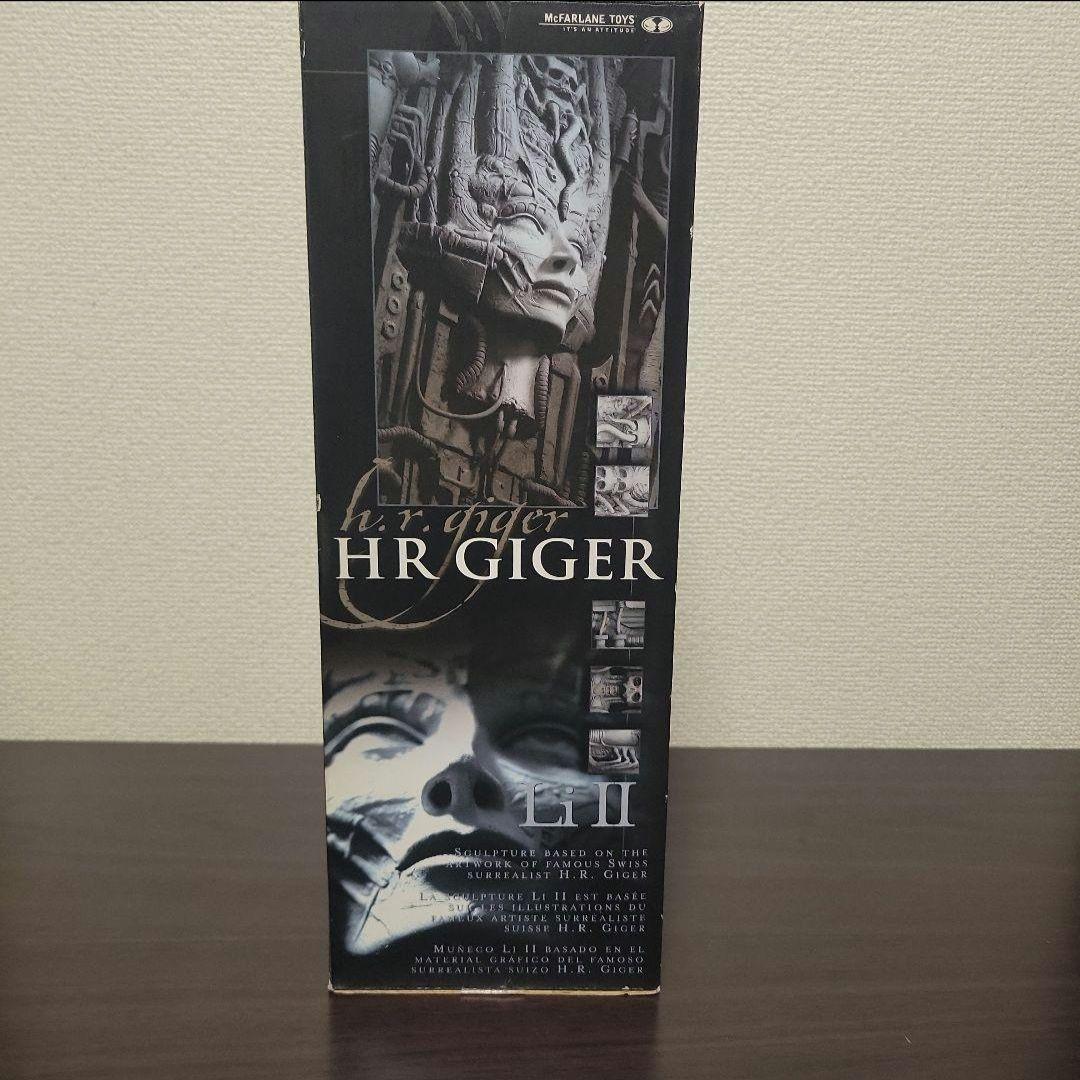 McFARLANE TOYS
IT'S AN ATTITUDE
h.r. giger
HR GIGER
Li II
SCULPTURE BASED ON THE
ARTWORK OF FAMOUS SWISS
SURREALIST H.R. GIGER
LA SCULPTURE LI II EST BASÉE
SUR LES ILLUSTRATIONS DU
FAMEUX ARTISTE SURRÉALISTE
SUISSE H.R. GIGER
MUÑECO LI II BASADO EN EL
MATERIAL GRÁFICO DEL FAMOSO
SURREALISTA SUIZO H.R. GIGER